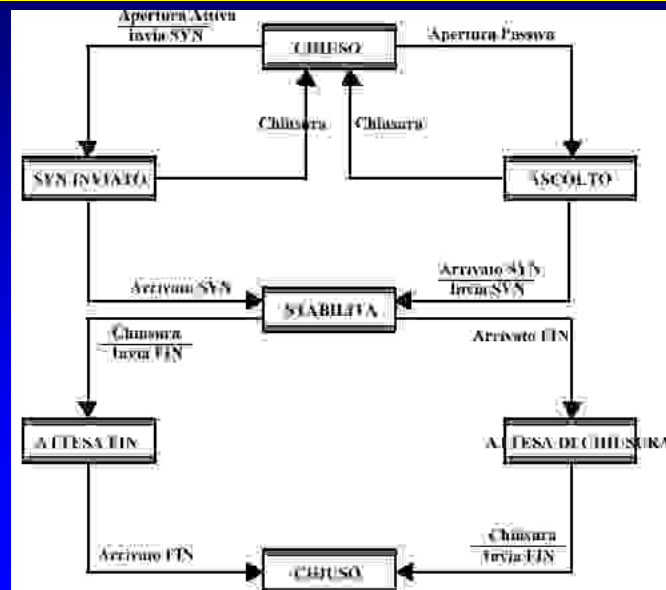 Apertura Attiva
invia SYN
CHIUSO
Apertura Passiva
Chiusura
Chiusura
SYN INVIATO
ASCOLTO
Arrivato SYN
Arrivato SYN
Invia SYN
STABILITA
Chiusura
Invia FIN
Arrivato FIN
ATTESA FIN
ATTESA DI CHIUSURA
Arrivato FIN
Chiusura
Invia FIN
CHIUSO